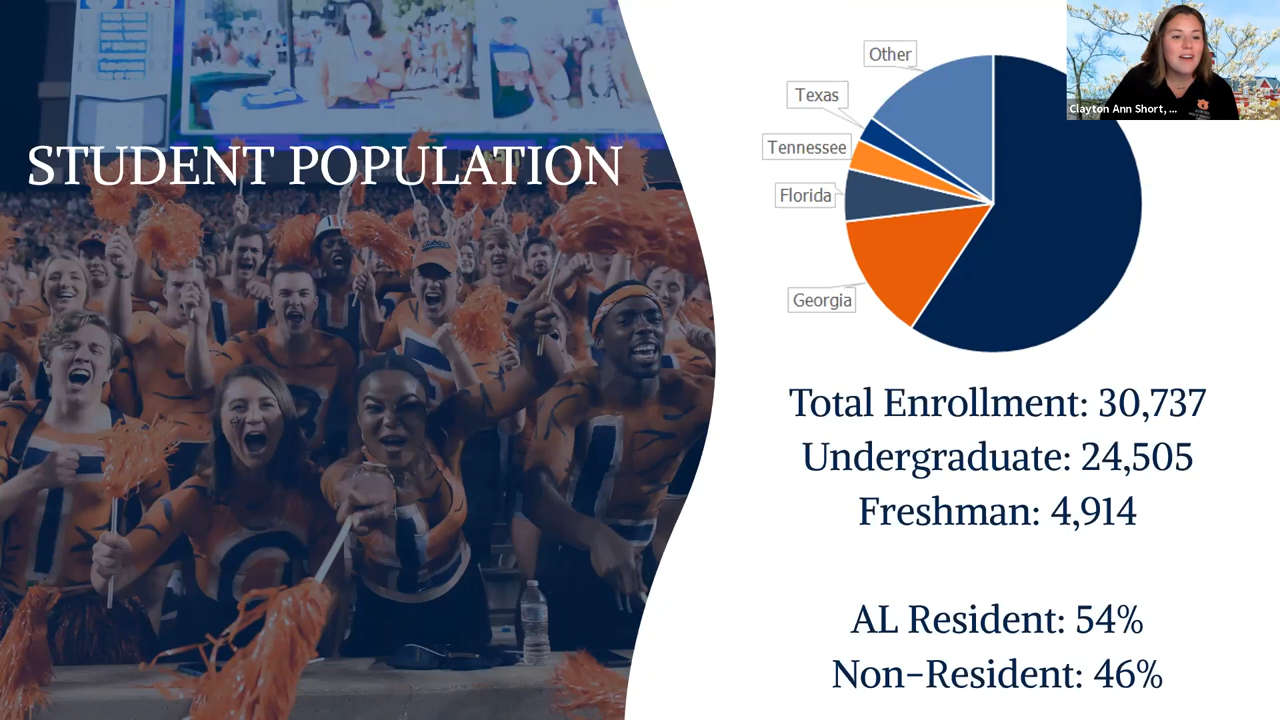 STUDENT POPULATION
Other
Texas
Tennessee
Florida
Georgia
Clayton Ann Short, ...
Total Enrollment: 30,737
Undergraduate: 24,505
Freshman: 4,914
AL Resident: 54%
Non-Resident: 46%